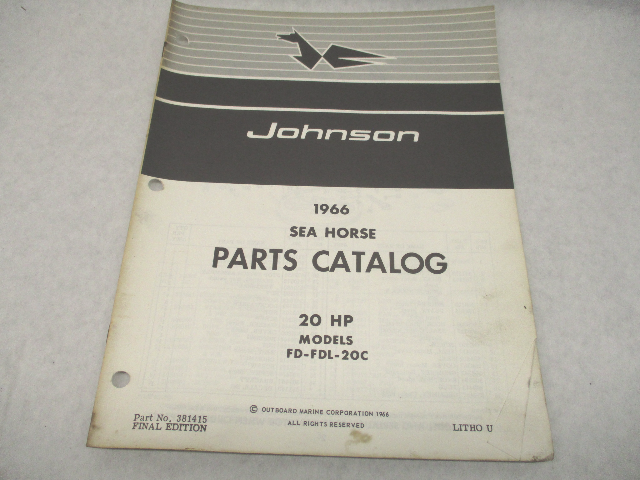 Johnson
1966
SEA HORSE
PARTS CATALOG
20 HP
MODELS
FD-FDL-20C
© OUTBOARD MARINE CORPORATION 1966
ALL RIGHTS RESERVED
Part No. 381415
FINAL EDITION
LITHO U